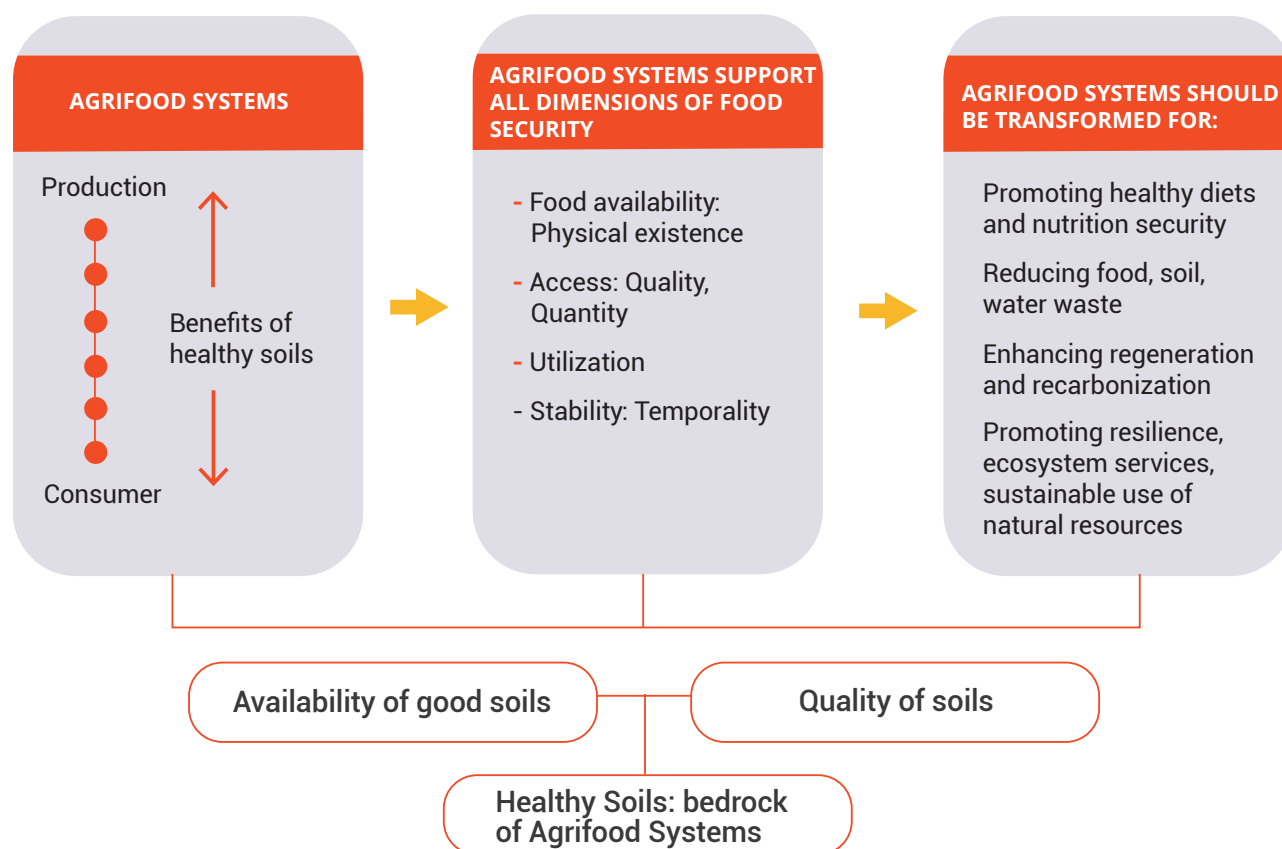 AGRIFOOD SYSTEMS
Production
Benefits of
healthy soils
Consumer
AGRIFOOD SYSTEMS SUPPORT
ALL DIMENSIONS OF FOOD
SECURITY
- Food availability:
Physical existence
- Access: Quality,
Quantity
- Utilization
- Stability: Temporality
AGRIFOOD SYSTEMS SHOULD
BE TRANSFORMED FOR:
Promoting healthy diets
and nutrition security
Reducing food, soil,
water waste
Enhancing regeneration
and recarbonization
Promoting resilience,
ecosystem services,
sustainable use of
natural resources
Availability of good soils
Quality of soils
Healthy Soils: bedrock
of Agrifood Systems